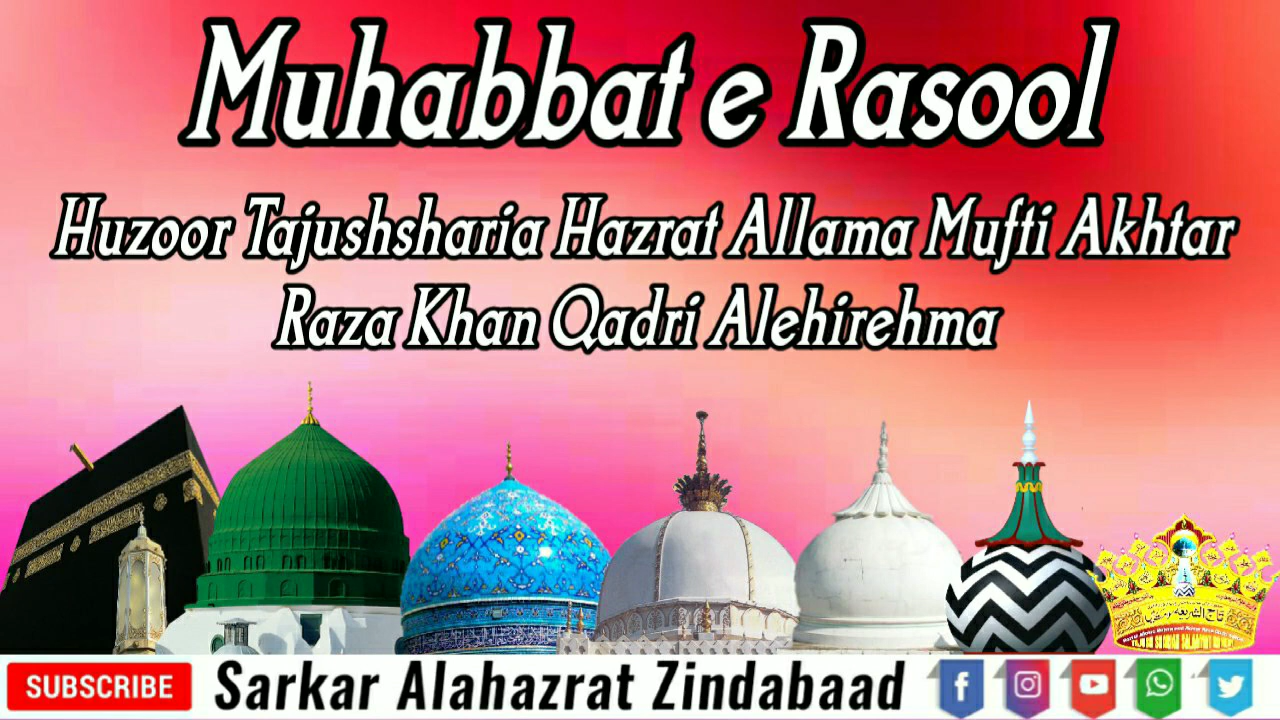 Muhabbat e Rasool
Huzoor Tajushsharia Hazrat Allama Mufti Akhtar
Raza Khan Qadri Alehirehma
SUBSCRIBE
Sarkar Alahazrat Zindabaad